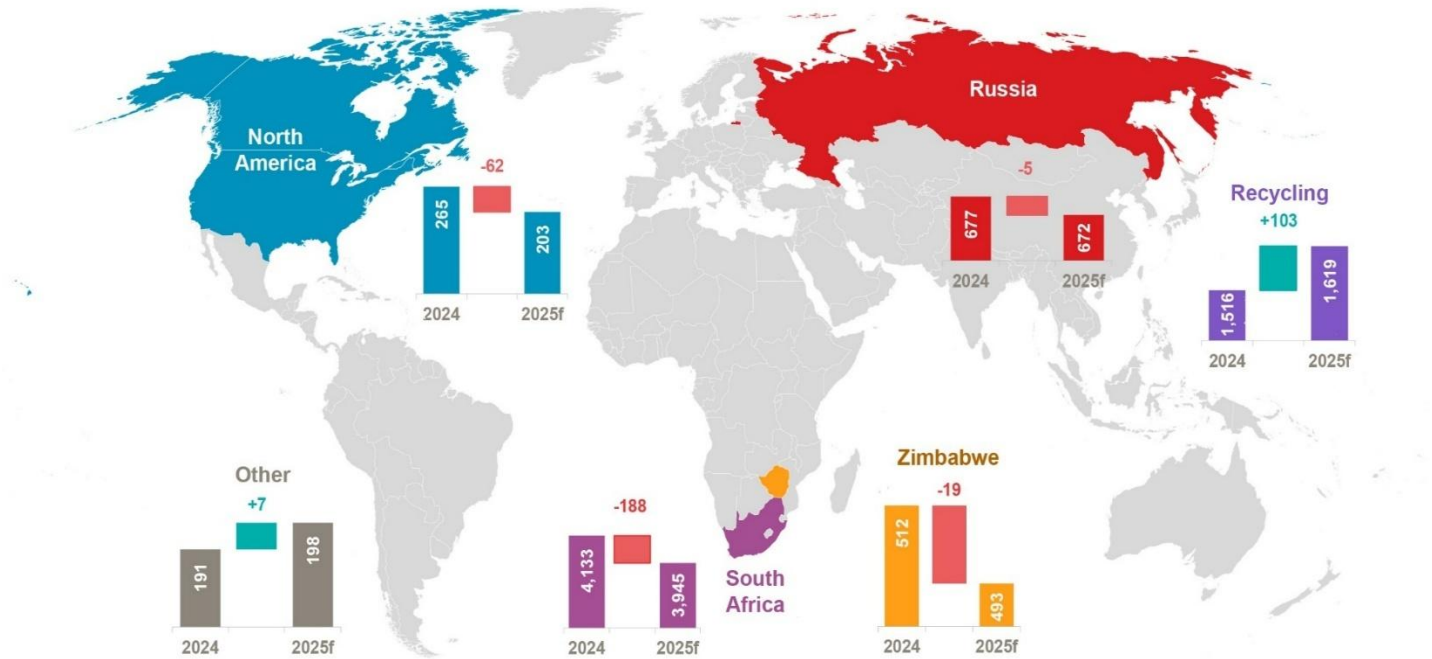 North
America
-62
265
203
2024
2025f
Russia
-5
677
672
2024
2025f
Recycling
+103
1,516
1,619
2024
2025f
Other
+7
191
198
2024
2025f
-188
4,133
3,945
2024
2025f
South
Africa
Zimbabwe
-19
512
493
2024
2025f